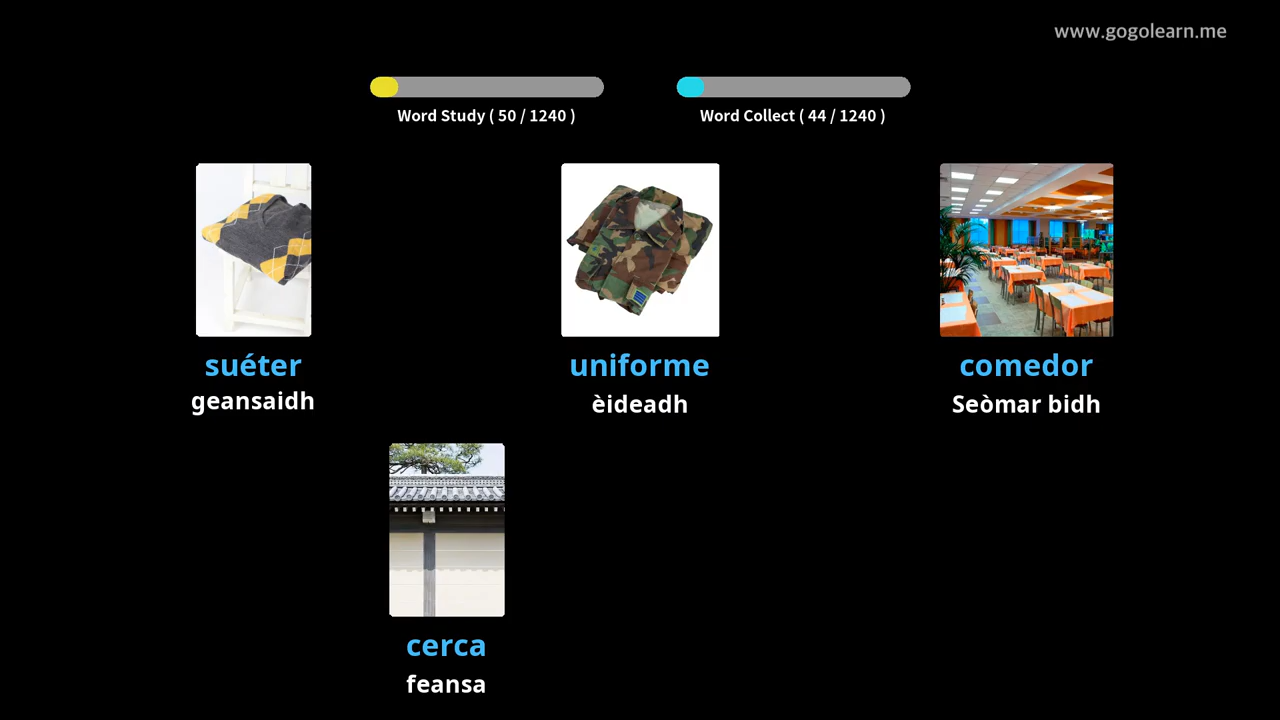 www.gogolearn.me
Word Study ( 50 / 1240 )
Word Collect ( 44 / 1240 )
suéter
geansaidh
uniforme
èideadh
comedor
Seòmar bidh
cerca
feansa